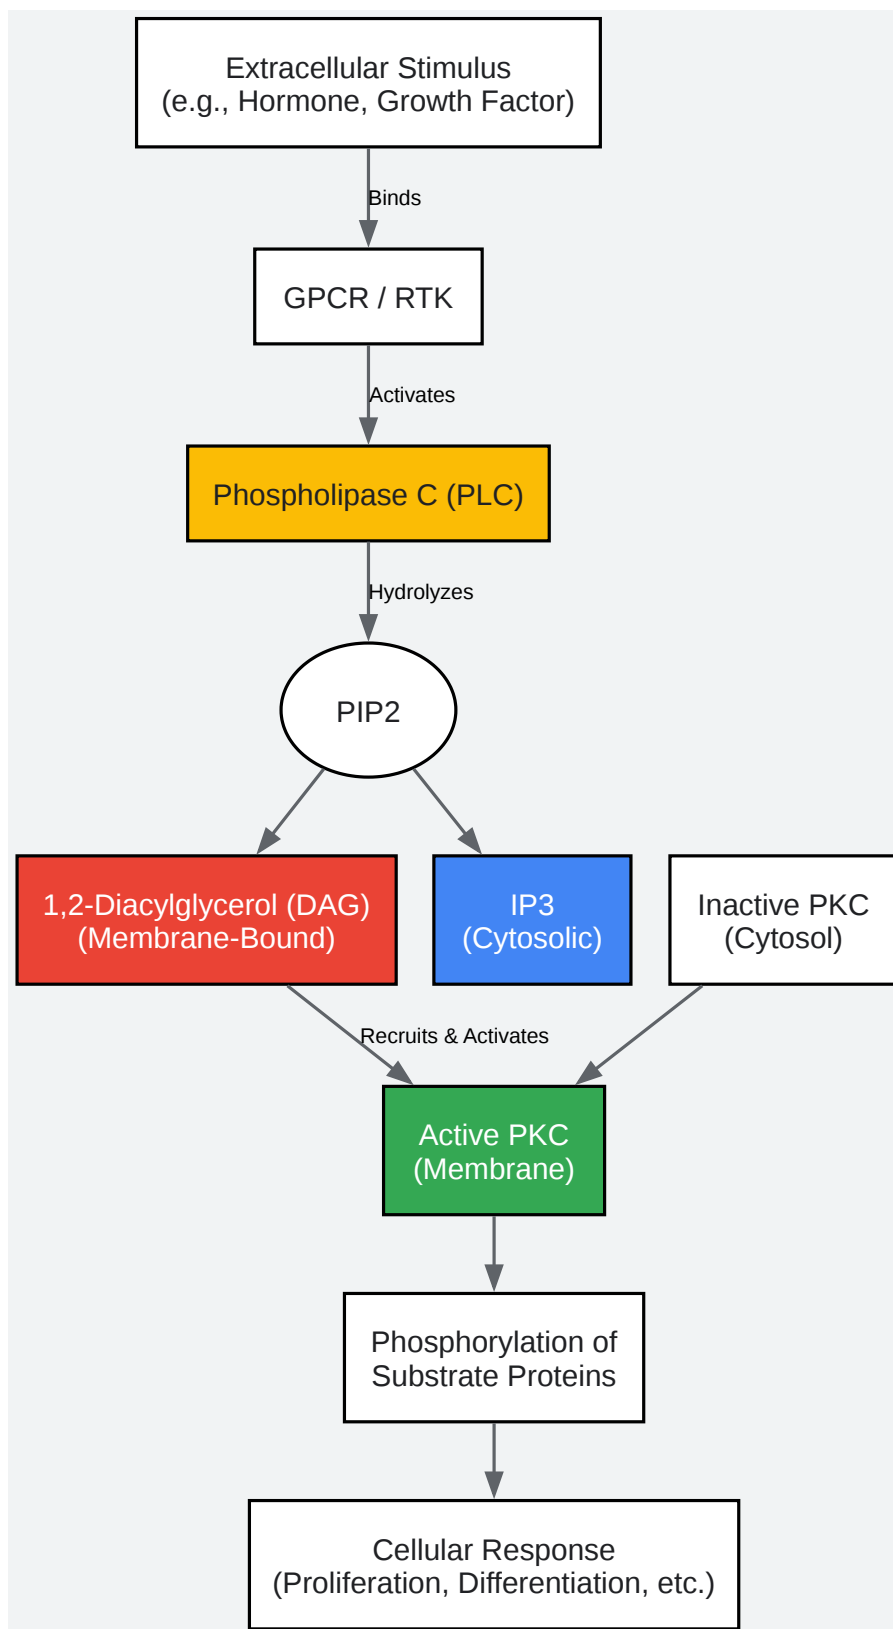 Extracellular Stimulus
(e.g., Hormone, Growth Factor)
Binds
GPCR / RTK
Activates
Phospholipase C (PLC)
Hydrolyzes
PIP2
1,2-Diacylglycerol (DAG)
(Membrane-Bound)
IP3
(Cytosolic)
Inactive PKC
(Cytosol)
Recruits & Activates
Active PKC
(Membrane)
Phosphorylation of
Substrate Proteins
Cellular Response
(Proliferation, Differentiation, etc.)